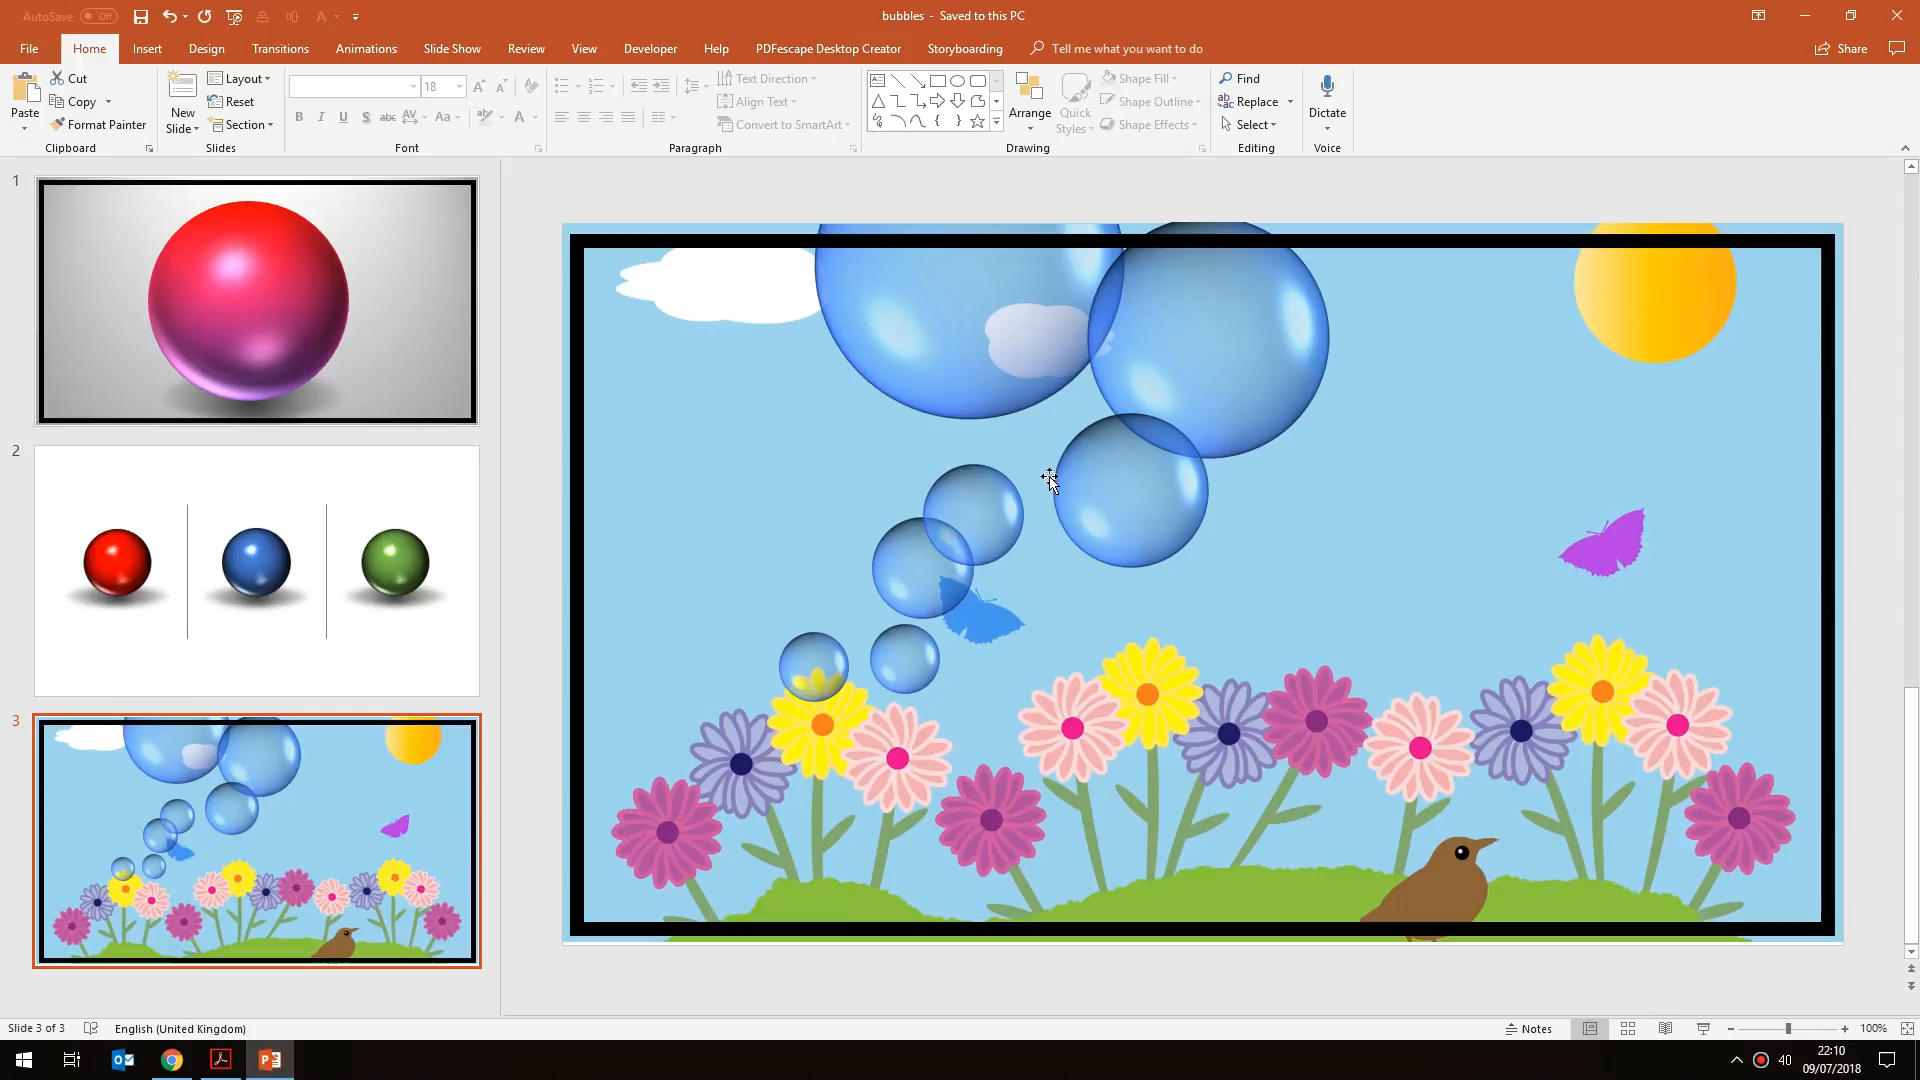 AutoSave Off
bubbles - Saved to this PC
File Home Insert Design Transitions Animations Slide Show Review View Developer Help PDFescape Desktop Creator Storyboarding Tell me what you want to do Share
Paste
Cut
Copy
Format Painter
Clipboard
New
Slide
Layout
Reset
Section
Slides
18
A A
B I U S abc AV Aa A
Font
Text Direction
Align Text
Convert to SmartArt
Paragraph
Arrange
Quick
Styles
Shape Fill
Shape Outline
Shape Effects
Drawing
Find
Replace
Select
Editing
Dictate
Voice
1
2
3
Slide 3 of 3
English (United Kingdom)
Notes
100%
40
22:10
09/07/2018